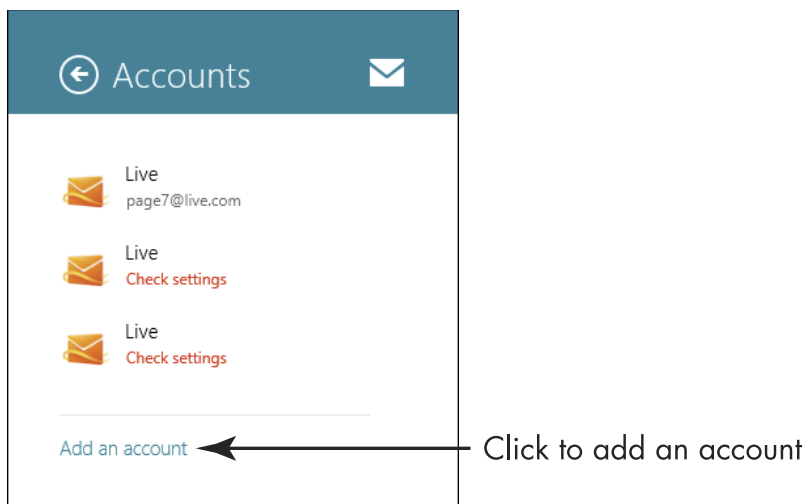 Accounts
Live
page7@live.com
Live
Check settings
Live
Check settings
Add an account
Click to add an account